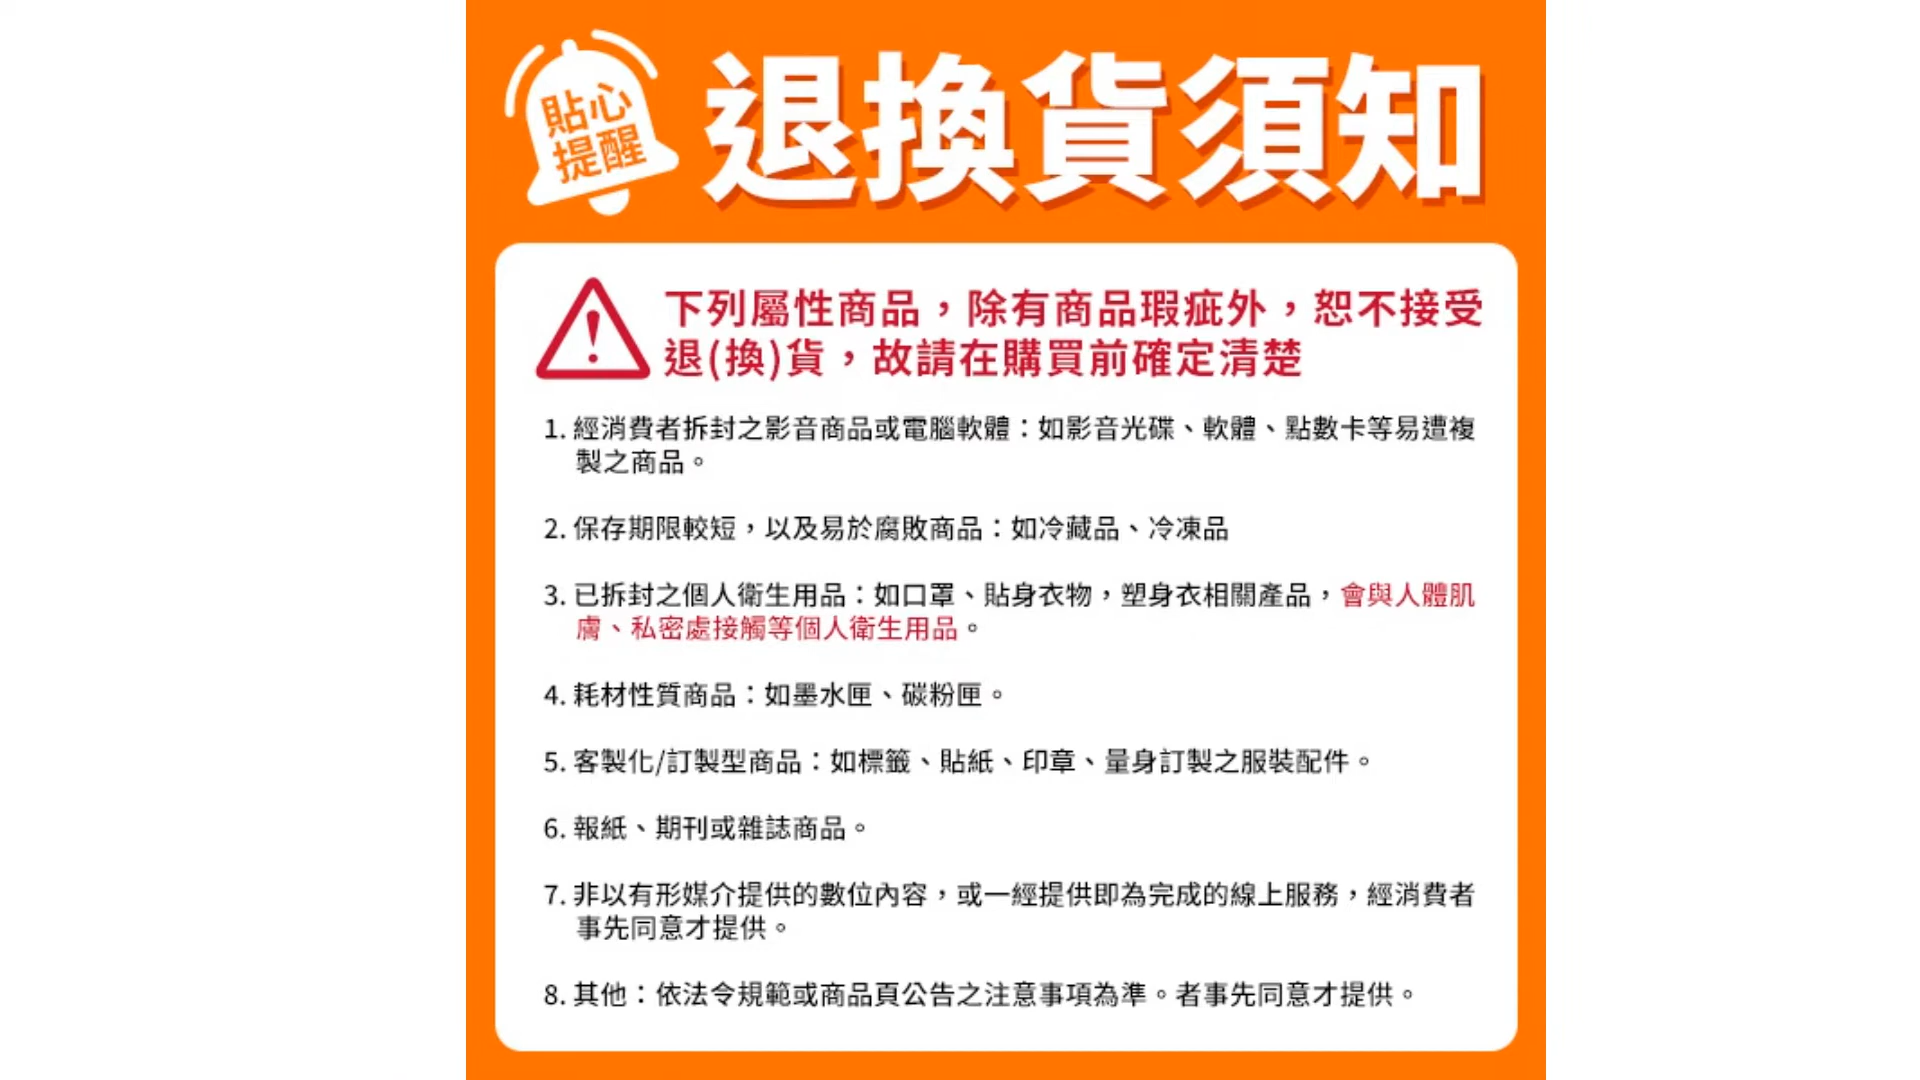 貼心
提醒
退換貨須知
下列屬性商品，除有商品瑕疵外，恕不接受
退(換)貨，故請在購買前確定清楚
1. 經消費者拆封之影音商品或電腦軟體：如影音光碟、軟體、點數卡等易遭複
製之商品。
2. 保存期限較短，以及易於腐敗商品：如冷藏品、冷凍品
3. 已拆封之個人衛生用品：如口罩、貼身衣物，塑身衣相關產品，會與人體肌
膚、私密處接觸等個人衛生用品。
4. 耗材性質商品：如墨水匣、碳粉匣。
5. 客製化/訂製型商品：如標籤、貼紙、印章、量身訂製之服裝配件。
6. 報紙、期刊或雜誌商品。
7. 非以有形媒介提供的數位內容，或一經提供即為完成的線上服務，經消費者
事先同意才提供。
8. 其他：依法令規範或商品頁公告之注意事項為準。者事先同意才提供。